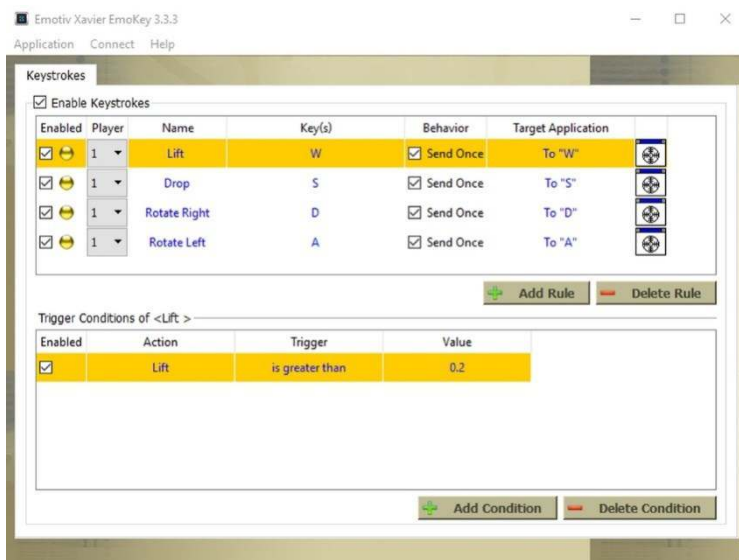 Emotiv Xavier EmoKey 3.3.3
Application Connect Help
Keystrokes
Enable Keystrokes
Enabled Player Name Key(s) Behavior Target Application
1 Lift W Send Once To "W"
1 Drop S Send Once To "S"
1 Rotate Right D Send Once To "D"
1 Rotate Left A Send Once To "A"
Add Rule Delete Rule
Trigger Conditions of <Lift >
Enabled Action Trigger Value
Lift is greater than 0.2
Add Condition Delete Condition